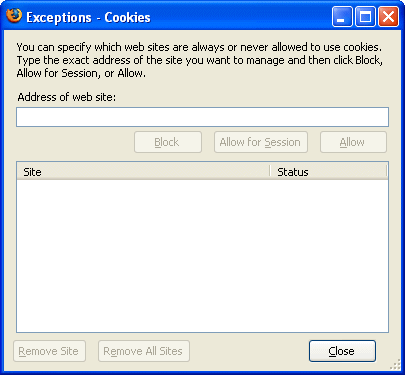 Exceptions - Cookies
You can specify which web sites are always or never allowed to use cookies.
Type the exact address of the site you want to manage and then click Block,
Allow for Session, or Allow.
Address of web site:
Block Allow for Session Allow
Site Status
Remove Site Remove All Sites Close